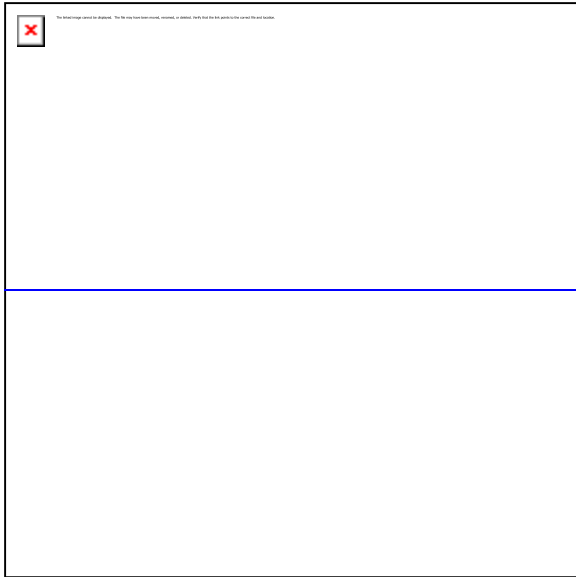 The linked image cannot be displayed. The file may have been moved, renamed, or deleted. Verify that the link points to the correct file and location.